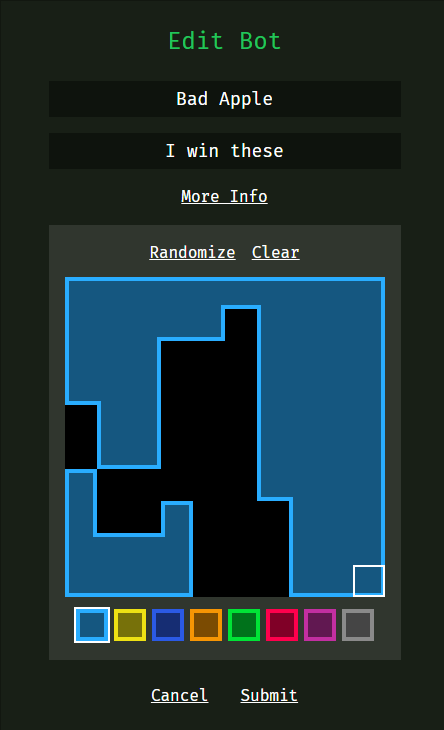 Edit Bot
Bad Apple
I win these
More Info
Randomize Clear
Cancel Submit